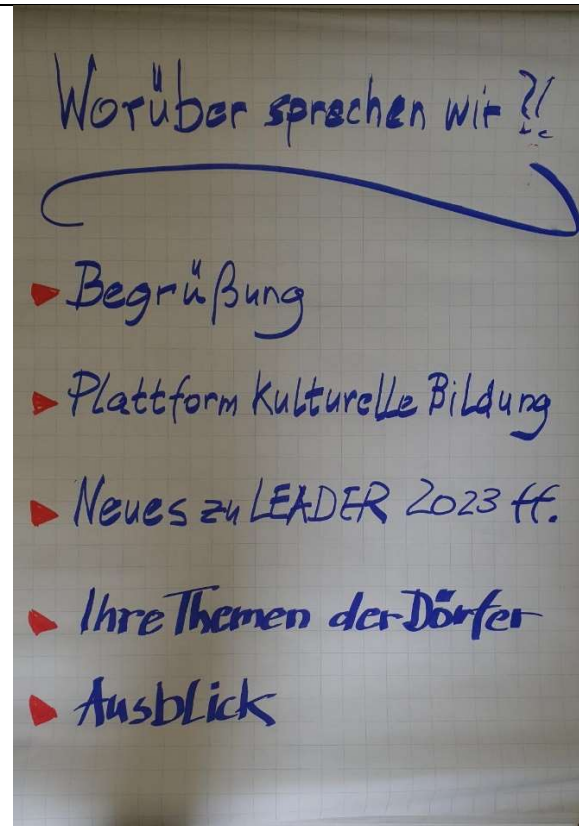 Worüber sprechen wir?!
Begrüßung
Plattform Kulturelle Bildung
Neues zu LEADER 2023 ff.
Ihre Themen der Dörfer
Ausblick